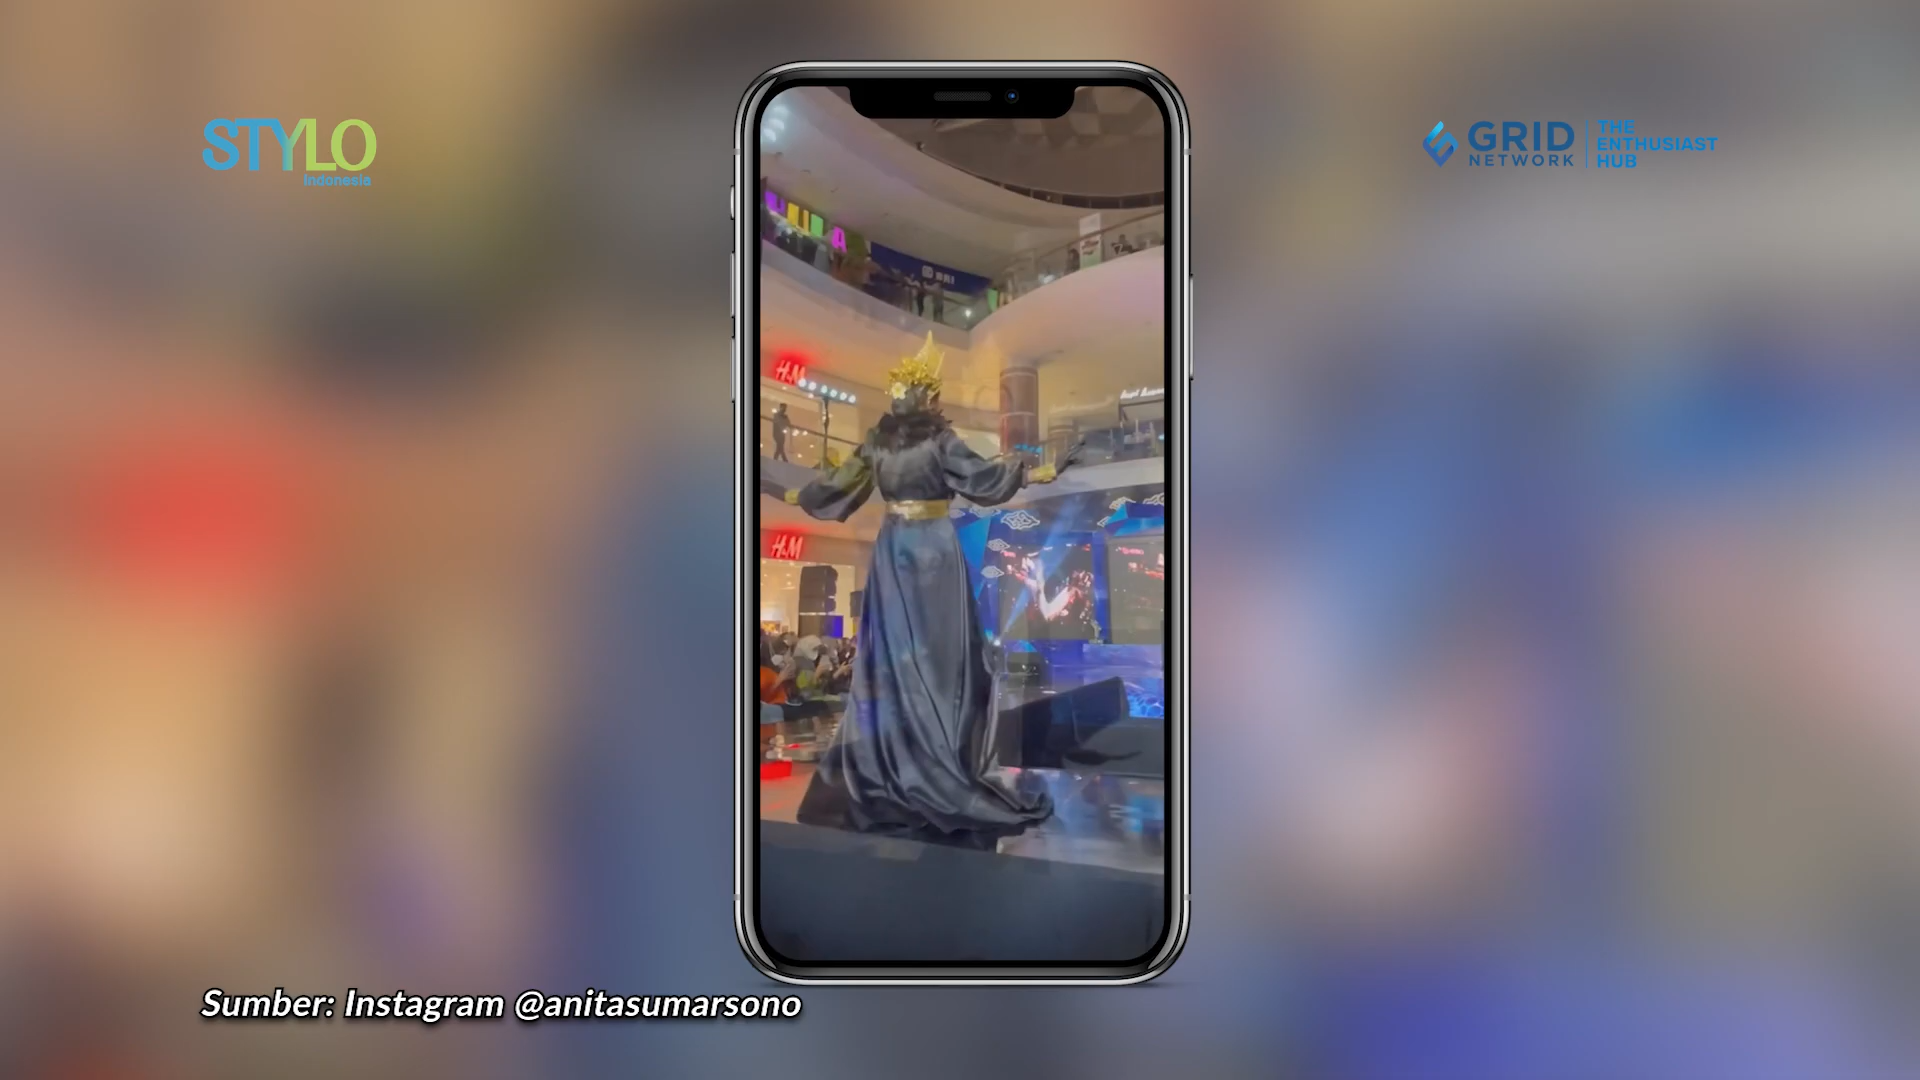 STYLO
Indonesia
GRID
NETWORK
THE
ENTHUSIAST
HUB
H&M
H&M
Sumber: Instagram @anitasumarsono